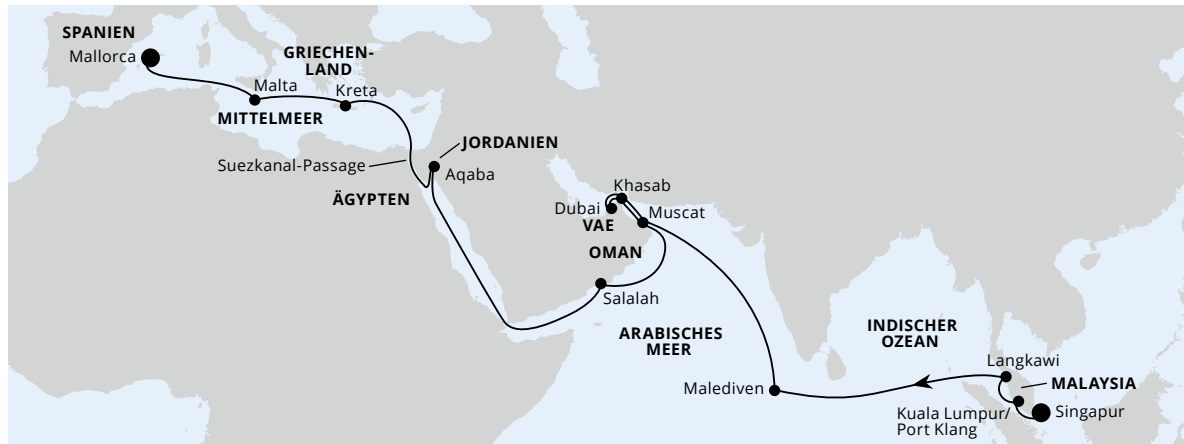 SPANIEN
Mallorca
GRIECHEN-
LAND
Malta
Kreta
MITTELMEER
JORDANIEN
Suezkanal-Passage
Aqaba
ÄGYPTEN
Khasab
Dubai
Muscat
VAE
OMAN
Salalah
ARABISCHES
MEER
INDISCHER
OZEAN
Langkawi
Malediven
MALAYSIA
Kuala Lumpur/
Port Klang
Singapur